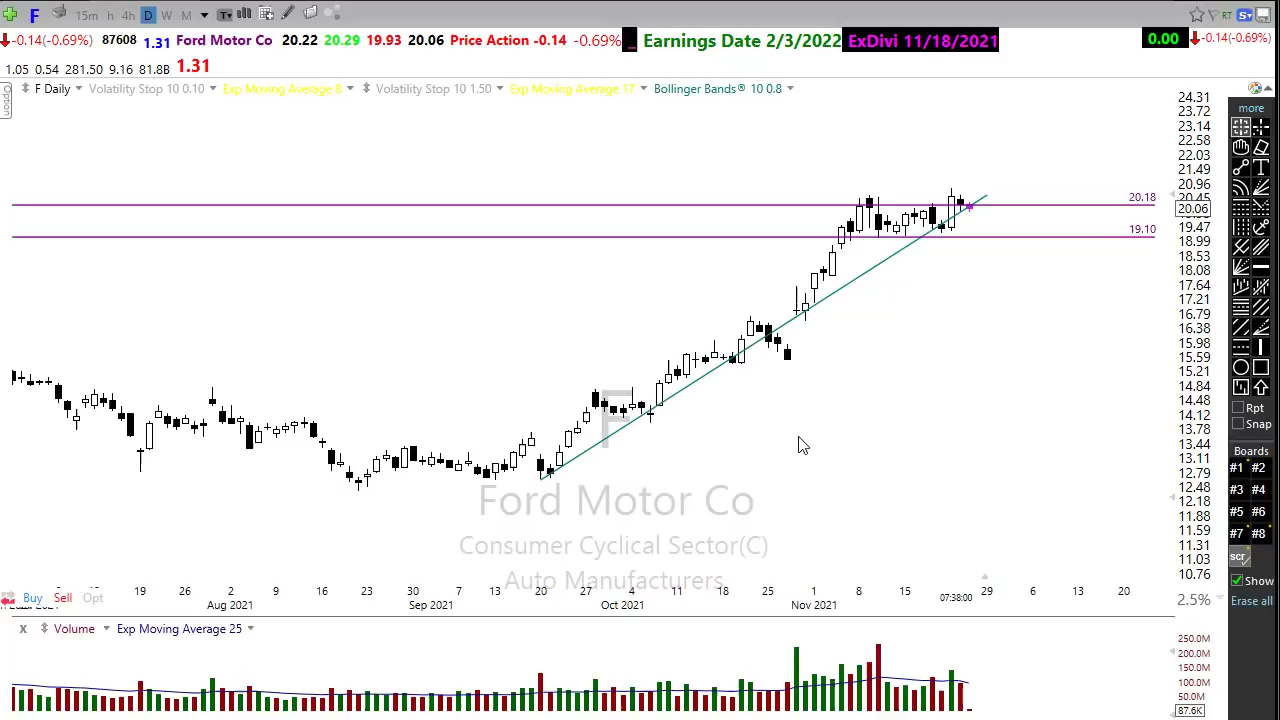 F 15m h 4h D W M T RT S
-0.14(-0.69%) 87608 1.31 Ford Motor Co 20.22 20.29 19.93 20.06 Price Action -0.14 -0.69% Earnings Date 2/3/2022 ExDivi 11/18/2021 0.00 -0.14(-0.69%)
1.05 0.54 281.50 9.16 81.8B 1.31
Option
F Daily Volatility Stop 10 0.10 Exp Moving Average 8 Volatility Stop 10 1.50 Exp Moving Average 17 Bollinger Bands® 10 0.8
24.31
23.72
23.14
22.58
22.03
21.49
20.96
20.45
20.06
19.47
18.99
18.53
18.08
17.64
17.21
16.79
16.38
15.98
15.59
15.21
14.84
14.48
14.12
13.78
13.44
13.11
12.79
12.48
12.18
11.88
11.59
11.31
11.03
10.76
20.18
19.10
more
Rpt
Snap
Boards
#1 #2
#3 #4
#5 #6
#7 #8
scr
Show
Erase all
F
Ford Motor Co
Consumer Cyclical Sector(C)
Auto Manufacturers
19 26 2 9 16 23 30 7 13 20 27 4 11 18 25 1 8 15 07:38:00 29 6 13 20
Buy Sell Opt
Aug 2021 Sep 2021 Oct 2021 Nov 2021
2.5%
X Volume Exp Moving Average 25
250.0M
200.0M
150.0M
100.0M
50.0M
87.6K